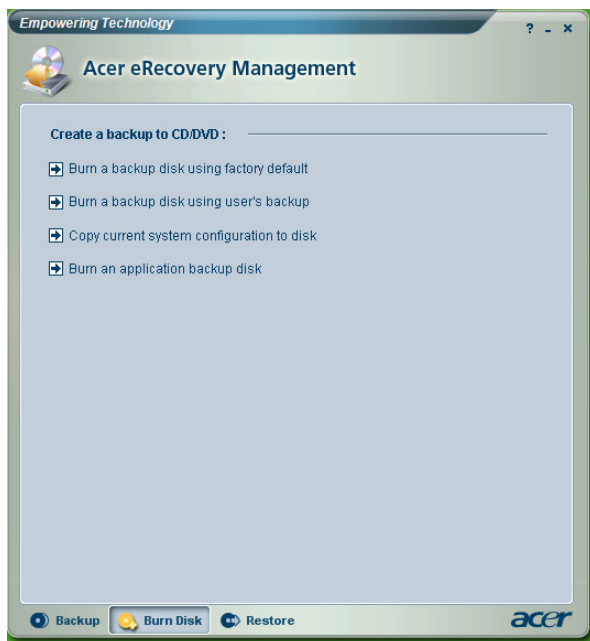 Empowering Technology
? - x
Acer eRecovery Management
Create a backup to CD/DVD :
Burn a backup disk using factory default
Burn a backup disk using user's backup
Copy current system configuration to disk
Burn an application backup disk
Backup Burn Disk Restore acer